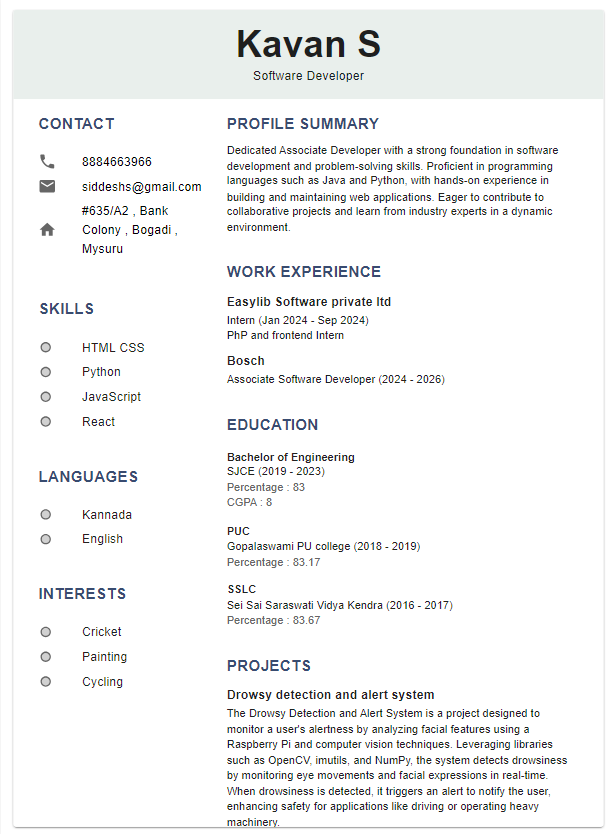 Kavan S
Software Developer
CONTACT
8884663966
siddeshs@gmail.com
#635/A2 , Bank
Colony , Bogadi ,
Mysuru
SKILLS
HTML CSS
Python
JavaScript
React
LANGUAGES
Kannada
English
INTERESTS
Cricket
Painting
Cycling
PROFILE SUMMARY
Dedicated Associate Developer with a strong foundation in software
development and problem-solving skills. Proficient in programming
languages such as Java and Python, with hands-on experience in
building and maintaining web applications. Eager to contribute to
collaborative projects and learn from industry experts in a dynamic
environment.
WORK EXPERIENCE
Easylib Software private ltd
Intern (Jan 2024 - Sep 2024)
PhP and frontend Intern
Bosch
Associate Software Developer (2024 - 2026)
EDUCATION
Bachelor of Engineering
SJCE (2019 - 2023)
Percentage : 83
CGPA : 8
PUC
Gopalaswami PU college (2018 - 2019)
Percentage : 83.17
SSLC
Sei Sai Saraswati Vidya Kendra (2016 - 2017)
Percentage : 83.67
PROJECTS
Drowsy detection and alert system
The Drowsy Detection and Alert System is a project designed to
monitor a user's alertness by analyzing facial features using a
Raspberry Pi and computer vision techniques. Leveraging libraries
such as OpenCV, imutils, and NumPy, the system detects drowsiness
by monitoring eye movements and facial expressions in real-time.
When drowsiness is detected, it triggers an alert to notify the user,
enhancing safety for applications like driving or operating heavy
machinery.